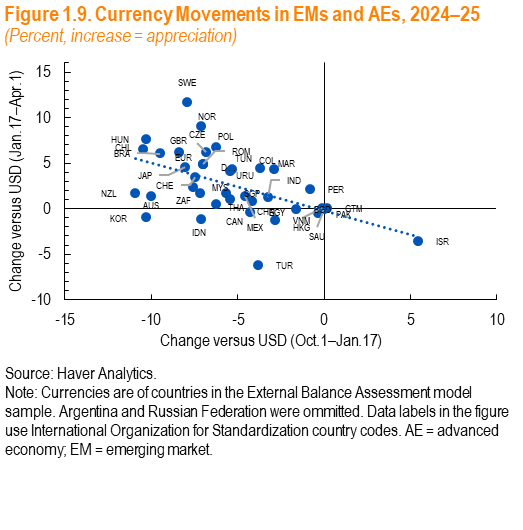 Figure 1.9. Currency Movements in EMs and AEs, 2024–25
(Percent, increase = appreciation)
Change versus USD (Jan.17–Apr.1)
15
10
5
0
-5
-10
SWE
NOR
HUN
CZE
POL
CHL
GBR
BRA
ROM
EUR
TUN
COL
MAR
JAP
URU
IND
CHE
MYS
PER
NZL
AUS
ZAF
SGP
THA
CHN
EGY
GTM
PAK
KOR
IDN
CAN
MEX
VNM
HKG
SAU
TUR
ISR
-15
-10
-5
0
5
10
Change versus USD (Oct.1–Jan.17)
Source: Haver Analytics.
Note: Currencies are of countries in the External Balance Assessment model
sample. Argentina and Russian Federation were ommitted. Data labels in the figure
use International Organization for Standardization country codes. AE = advanced
economy; EM = emerging market.